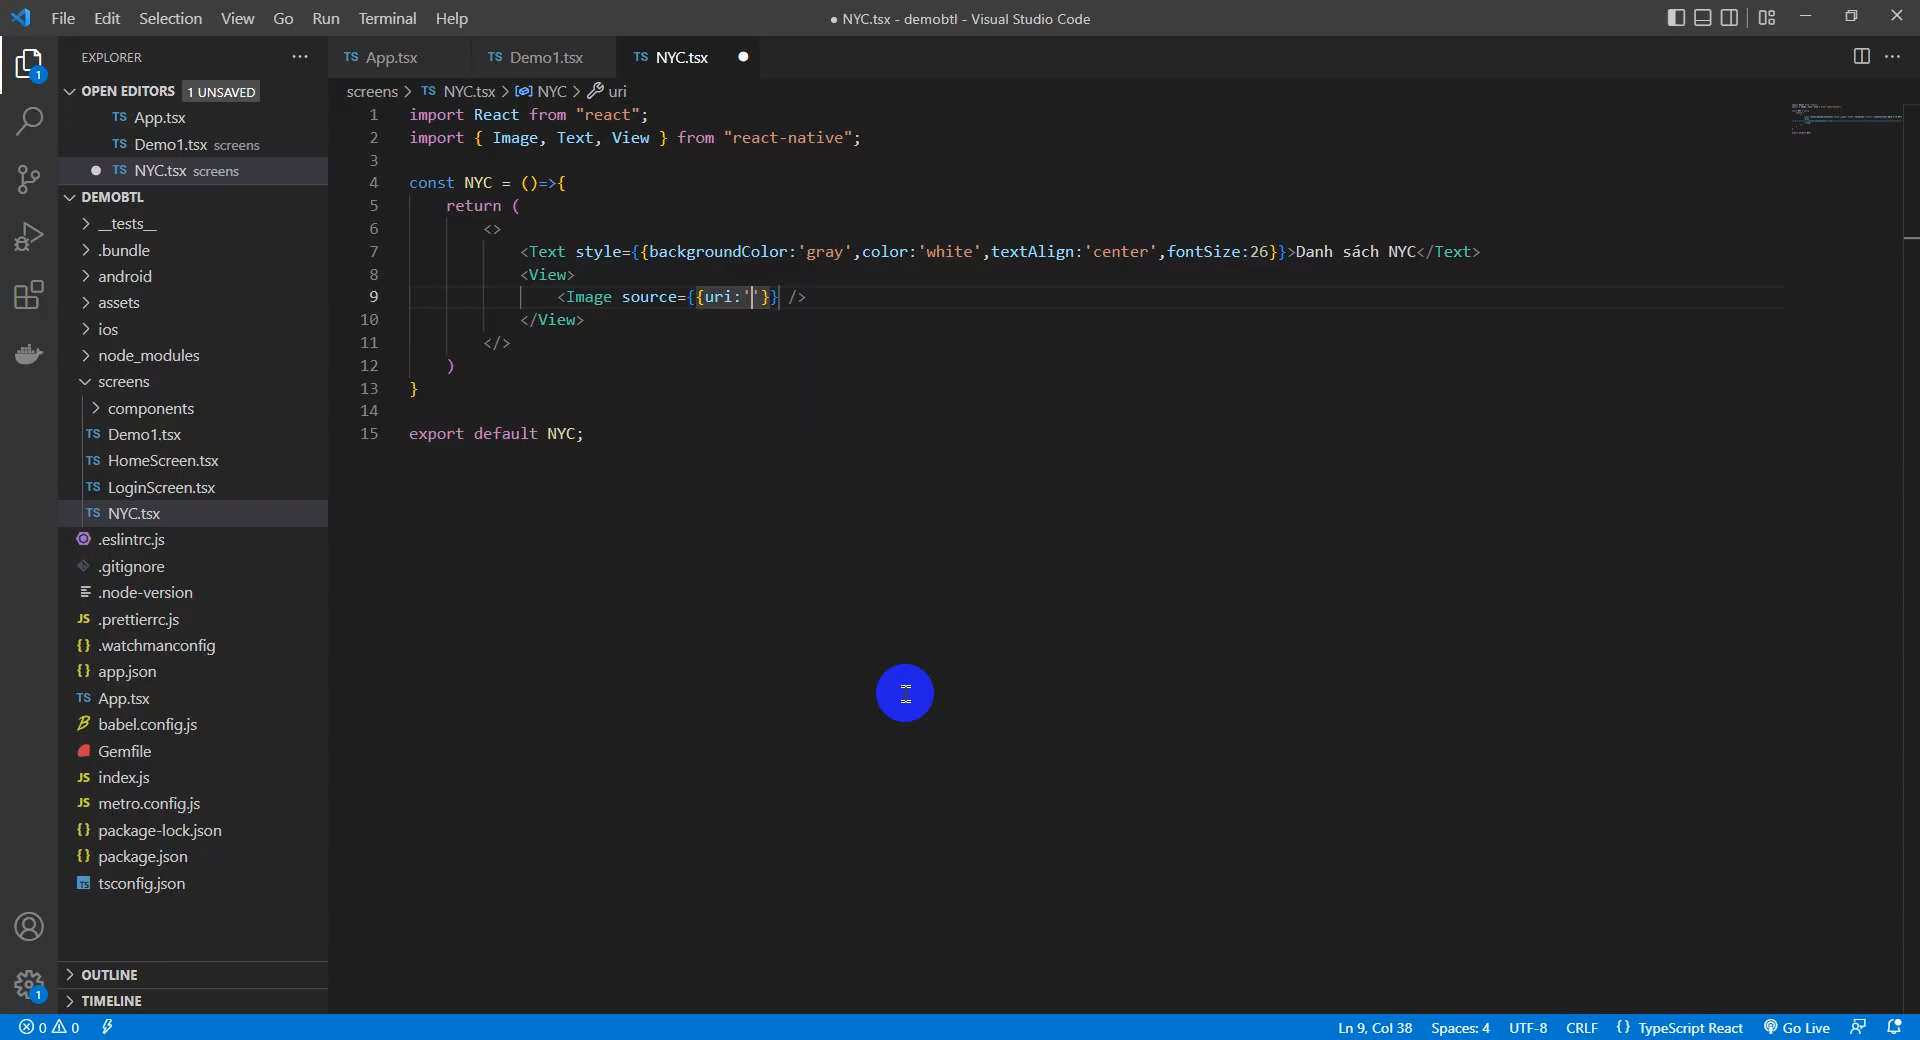 File Edit Selection View Go Run Terminal Help
● NYC.tsx - demobtl - Visual Studio Code
EXPLORER
TS App.tsx
TS Demo1.tsx
TS NYC.tsx
OPEN EDITORS 1 UNSAVED
TS App.tsx
TS Demo1.tsx screens
TS NYC.tsx screens
DEMOBTL
__tests__
.bundle
android
assets
ios
node_modules
screens
components
TS Demo1.tsx
TS HomeScreen.tsx
TS LoginScreen.tsx
TS NYC.tsx
.eslintrc.js
.gitignore
.node-version
JS .prettierrc.js
{} .watchmanconfig
{} app.json
TS App.tsx
babel.config.js
Gemfile
JS index.js
JS metro.config.js
{} package-lock.json
{} package.json
TS tsconfig.json
OUTLINE
TIMELINE
1
1
screens > TS NYC.tsx > NYC > uri
1 import React from "react";
2 import { Image, Text, View } from "react-native";
3
4 const NYC = ()=>{
5 return (
6 <>
7 <Text style={{backgroundColor:'gray',color:'white',textAlign:'center',fontSize:26}}>Danh sách NYC</Text>
8 <View>
9 <Image source={{uri:''}} />
10 </View>
11 </>
12 )
13 }
14
15 export default NYC;
0 0
Ln 9, Col 38 Spaces: 4 UTF-8 CRLF {} TypeScript React Go Live